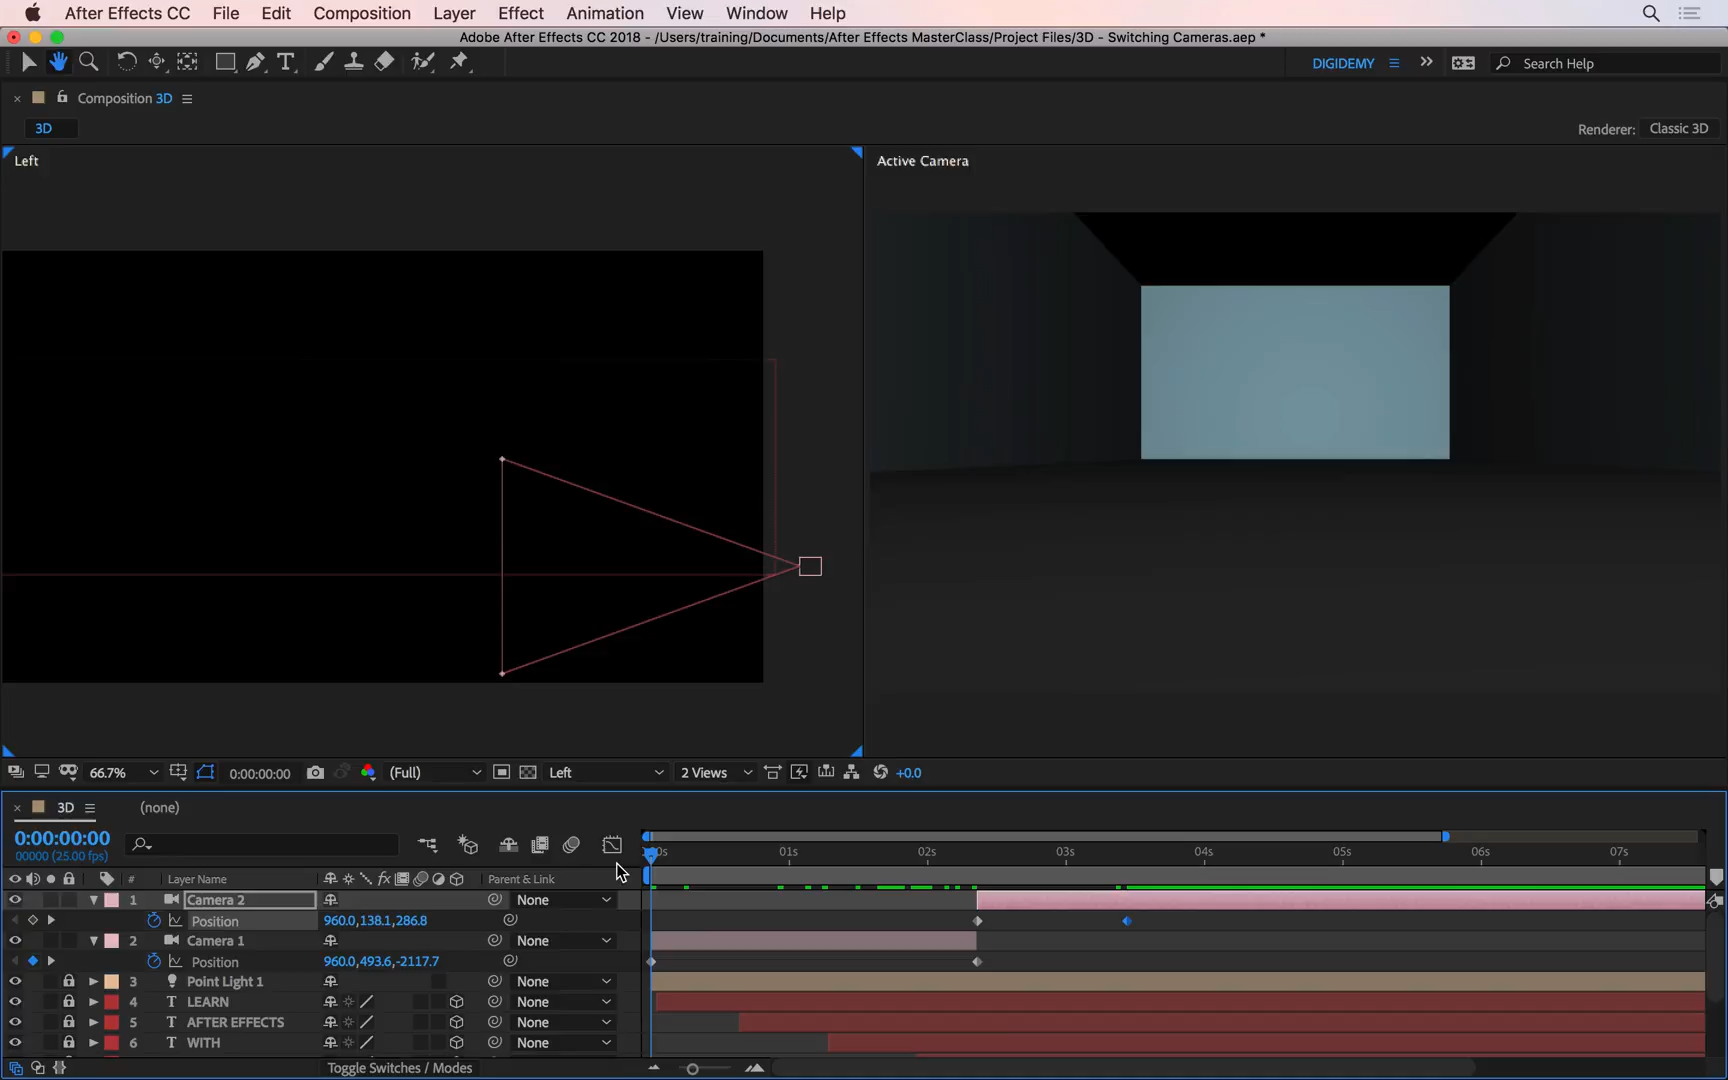 After Effects CC File Edit Composition Layer Effect Animation View Window Help
Adobe After Effects CC 2018 - /Users/training/Documents/After Effects MasterClass/Project Files/3D - Switching Cameras.aep *
DIGIDEMY Search Help
Composition 3D
3D Renderer: Classic 3D
Left Active Camera
66.7% 0:00:00:00 (Full) Left 2 Views +0.0
3D (none)
0:00:00:00
00000 (25.00 fps)
01s 02s 03s 04s 05s 06s 07s
# Layer Name fx Parent & Link
1 Camera 2 None
Position 960.0,138.1,286.8
2 Camera 1 None
Position 960.0,493.6,-2117.7
3 Point Light 1 None
4 T LEARN None
5 T AFTER EFFECTS None
6 T WITH None
Toggle Switches / Modes